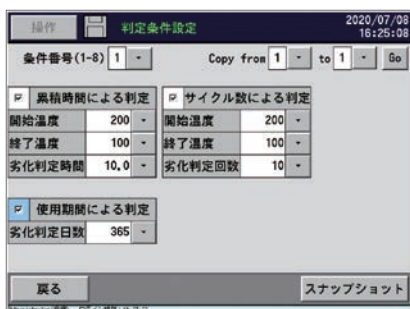 操作 判定条件設定 2020/07/08
16:25:08
条件番号(1-8) 1 Copy from 1 to 1 Go
累積時間による判定 サイクル数による判定
開始温度 200 開始温度 200
終了温度 100 終了温度 100
劣化判定時間 10.0 劣化判定回数 10
使用期間による判定
劣化判定日数 365
戻る スナップショット